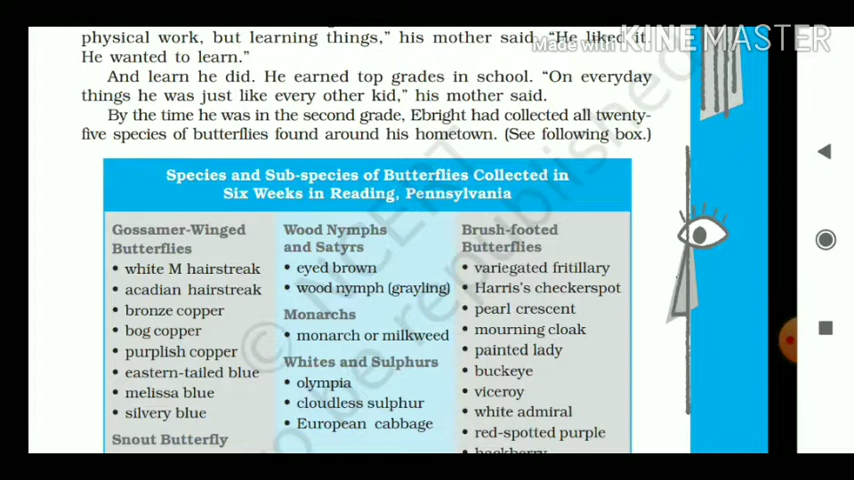 physical work, but learning things,” his mother said. “He liked it.
He wanted to learn.”
And learn he did. He earned top grades in school. “On everyday
things he was just like every other kid,” his mother said.
By the time he was in the second grade, Ebright had collected all twenty-
five species of butterflies found around his hometown. (See following box.)
Species and Sub-species of Butterflies Collected in
Six Weeks in Reading, Pennsylvania
Gossamer-Winged
Butterflies
• white M hairstreak
• acadian hairstreak
• bronze copper
• bog copper
• purplish copper
• eastern-tailed blue
• melissa blue
• silvery blue
Snout Butterfly
Wood Nymphs
and Satyrs
• eyed brown
• wood nymph (grayling)
Monarchs
• monarch or milkweed
Whites and Sulphurs
• olympia
• cloudless sulphur
• European cabbage
Brush-footed
Butterflies
• variegated fritillary
• Harris's checkerspot
• pearl crescent
• mourning cloak
• painted lady
• buckeye
• viceroy
• white admiral
• red-spotted purple
• hackberry
Made with KINEMASTER
© NCERT
to be republished